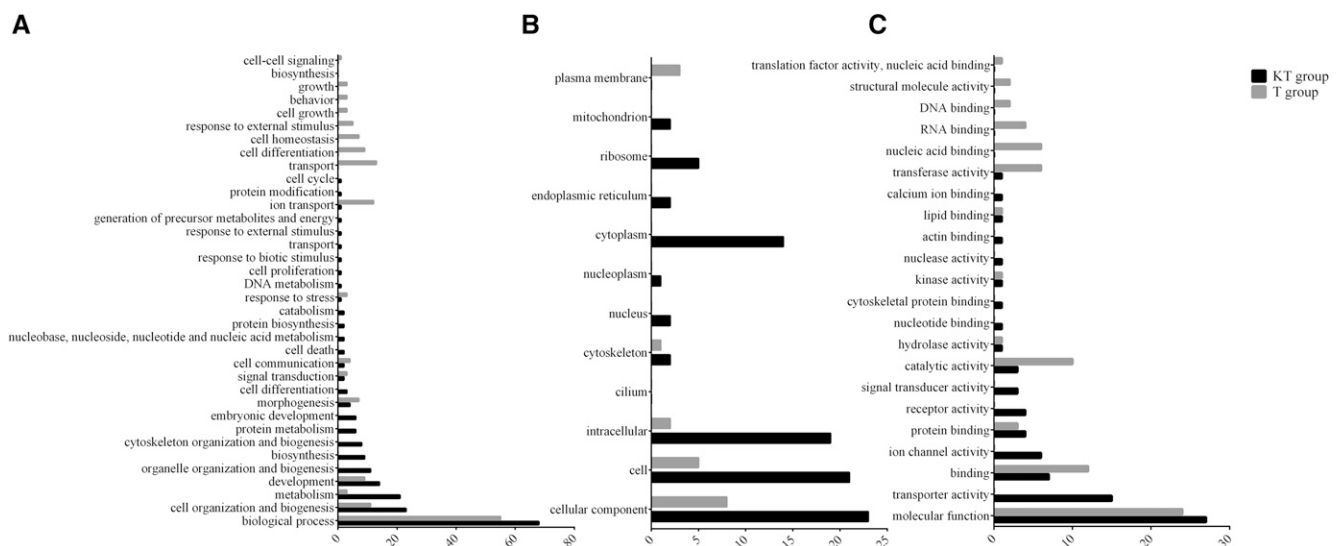 A
cell-cell signaling
biosynthesis
growth
behavior
cell growth
response to external stimulus
cell homeostasis
cell differentiation
transport
cell cycle
protein modification
ion transport
generation of precursor metabolites and energy
response to external stimulus
transport
response to biotic stimulus
cell proliferation
DNA metabolism
response to stress
catabolism
protein biosynthesis
nucleobase, nucleoside, nucleotide and nucleic acid metabolism
cell death
cell communication
signal transduction
cell differentiation
morphogenesis
embryonic development
protein metabolism
cytoskeleton organization and biogenesis
biosynthesis
organelle organization and biogenesis
development
metabolism
cell organization and biogenesis
biological process
0 20 40 60 80
B
plasma membrane
mitochondrion
ribosome
endoplasmic reticulum
cytoplasm
nucleoplasm
nucleus
cytoskeleton
cilium
intracellular
cell
cellular component
0 5 10 15 20 25
C
translation factor activity, nucleic acid binding
structural molecule activity
DNA binding
RNA binding
nucleic acid binding
transferase activity
calcium ion binding
lipid binding
actin binding
nuclease activity
kinase activity
cytoskeletal protein binding
nucleotide binding
hydrolase activity
catalytic activity
signal transducer activity
receptor activity
protein binding
ion channel activity
binding
transporter activity
molecular function
0 10 20 30
KT group
T group